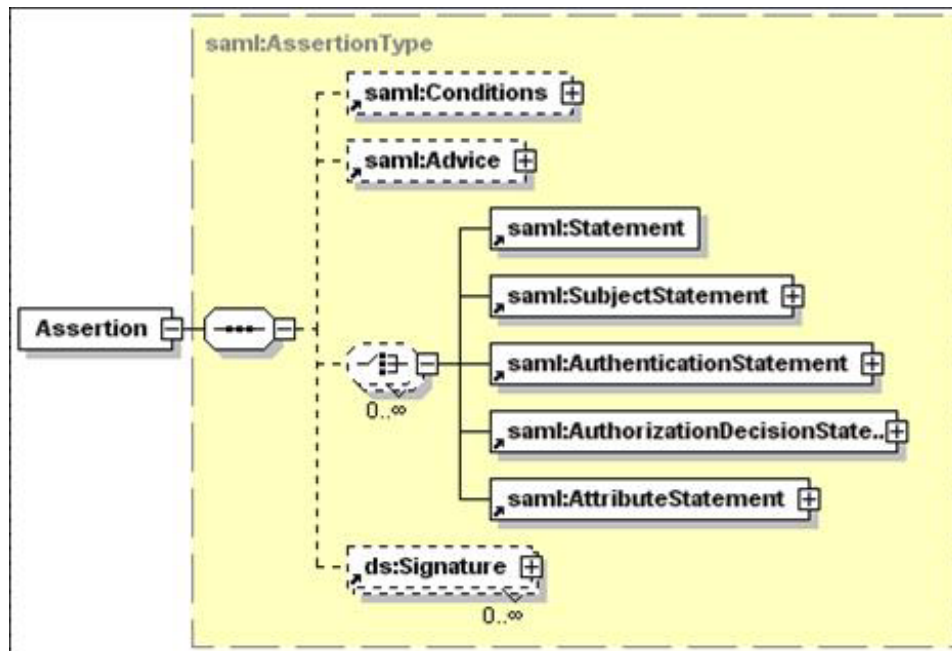 saml:AssertionType
saml:Conditions
saml:Advice
saml:Statement
saml:SubjectStatement
Assertion
saml:AuthenticationStatement
0..∞
saml:AuthorizationDecisionState..
saml:AttributeStatement
ds:Signature
0..∞